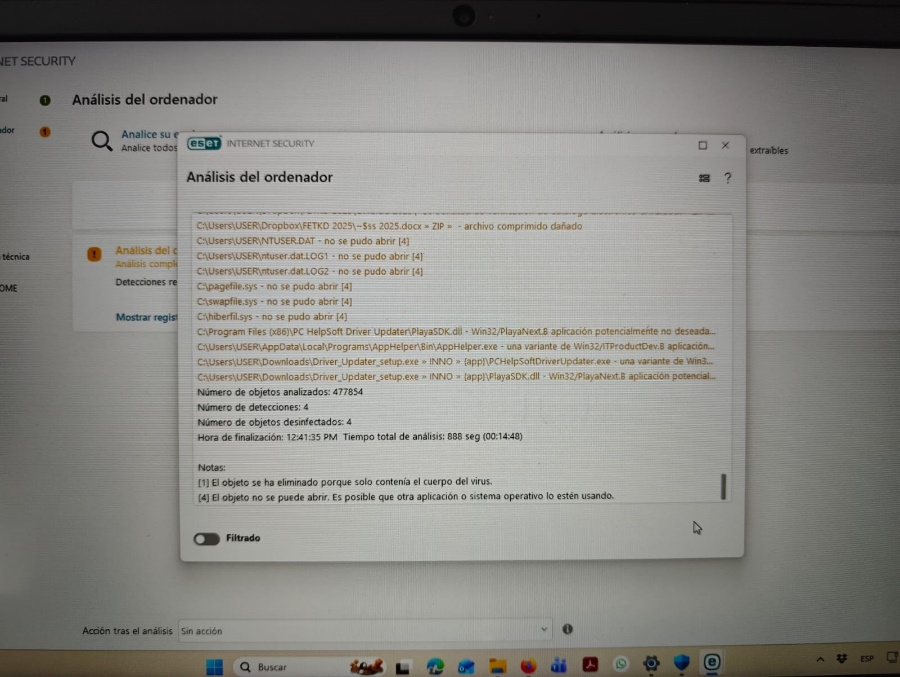 NET SECURITY
Análisis del ordenador
Analice su
Analice todos
extraíbles
técnica
Análisis del
Análisis compl
Detecciones re
Mostrar regist
eset INTERNET SECURITY
Análisis del ordenador
?
C:\Users\USER\Dropbox\FETKD 2025\~$ss 2025.docx » ZIP » - archivo comprimido dañado
C:\Users\USER\NTUSER.DAT - no se pudo abrir [4]
C:\Users\USER\ntuser.dat.LOG1 - no se pudo abrir [4]
C:\Users\USER\ntuser.dat.LOG2 - no se pudo abrir [4]
C:\pagefile.sys - no se pudo abrir [4]
C:\swapfile.sys - no se pudo abrir [4]
C:\hiberfil.sys - no se pudo abrir [4]
C:\Program Files (x86)\PC HelpSoft Driver Updater\PlayaSDK.dll - Win32/PlayaNext.B aplicación potencialmente no deseada...
C:\Users\USER\AppData\Local\Programs\AppHelper\Bin\AppHelper.exe - una variante de Win32/ITProductDev.B aplicación...
C:\Users\USER\Downloads\Driver_Updater_setup.exe » INNO » {app}\PCHelpSoftDriverUpdater.exe - una variante de Win3...
C:\Users\USER\Downloads\Driver_Updater_setup.exe » INNO » {app}\PlayaSDK.dll - Win32/PlayaNext.B aplicación potencial...
Número de objetos analizados: 477854
Número de detecciones: 4
Número de objetos desinfectados: 4
Hora de finalización: 12:41:35 PM Tiempo total de análisis: 888 seg (00:14:48)
Notas:
[1] El objeto se ha eliminado porque solo contenía el cuerpo del virus.
[4] El objeto no se puede abrir. Es posible que otra aplicación o sistema operativo lo estén usando.
Filtrado
Acción tras el análisis Sin acción
Buscar
ESP